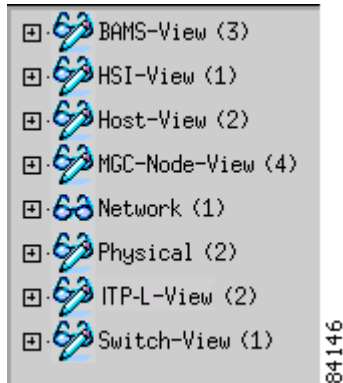 BAMS-View (3)
HSI-View (1)
Host-View (2)
MGC-Node-View (4)
Network (1)
Physical (2)
ITP-L-View (2)
Switch-View (1)
84146